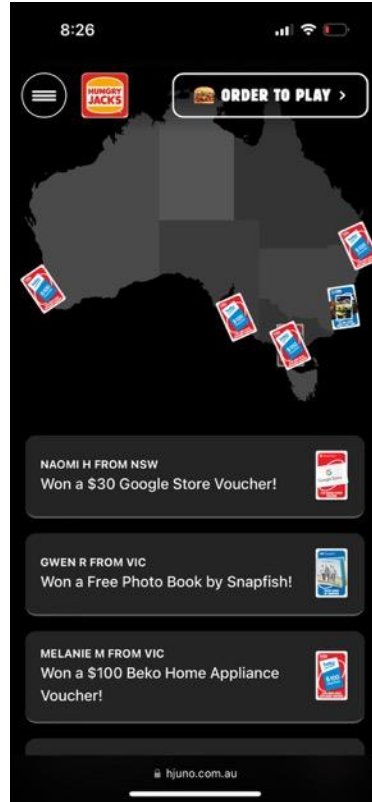 8:26
HUNGRY
JACK'S
ORDER TO PLAY >
NAOMI H FROM NSW
Won a $30 Google Store Voucher!
GWEN R FROM VIC
Won a Free Photo Book by Snapfish!
MELANIE M FROM VIC
Won a $100 Beko Home Appliance
Voucher!
hjuno.com.au